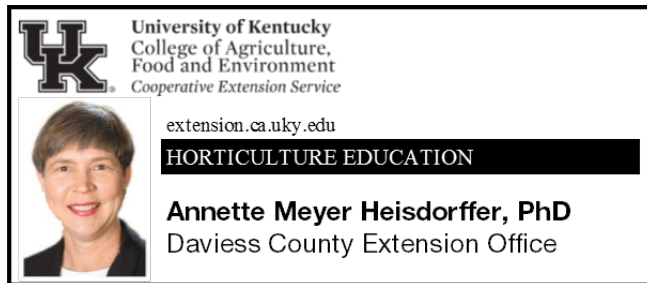 UK
University of Kentucky
College of Agriculture,
Food and Environment
Cooperative Extension Service
extension.ca.uky.edu
HORTICULTURE EDUCATION
Annette Meyer Heisdorffer, PhD
Daviess County Extension Office